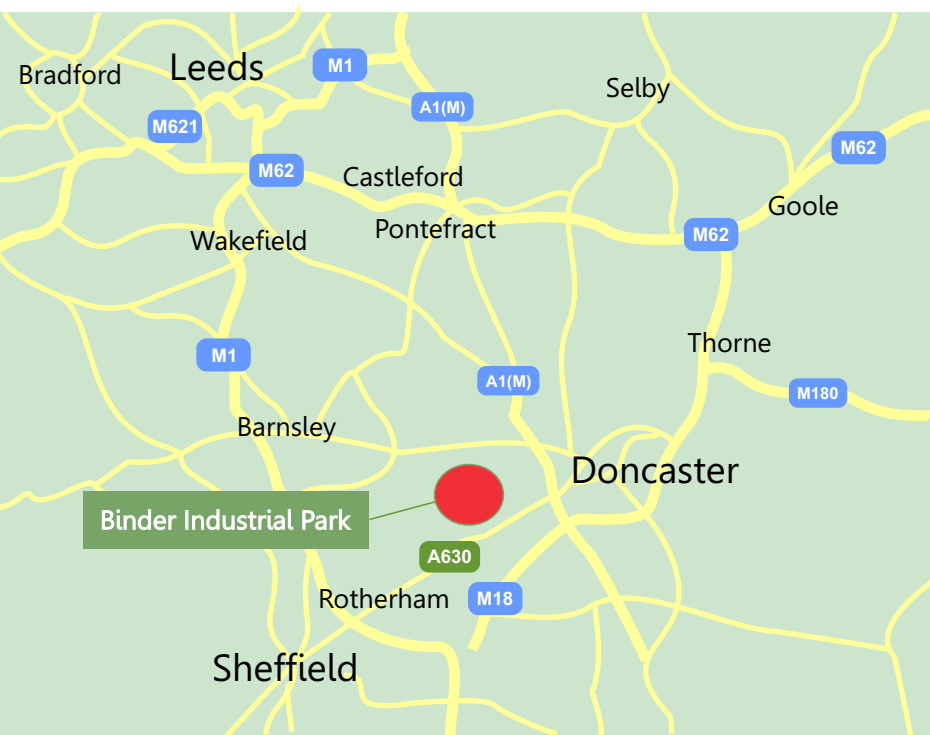 Leeds
M1
Bradford
Selby
A1(M)
M621
M62
M62
Castleford
Goole
Pontefract
M62
Wakefield
Thorne
M1
A1(M)
M180
Barnsley
Doncaster
Binder Industrial Park
A630
Rotherham
M18
Sheffield